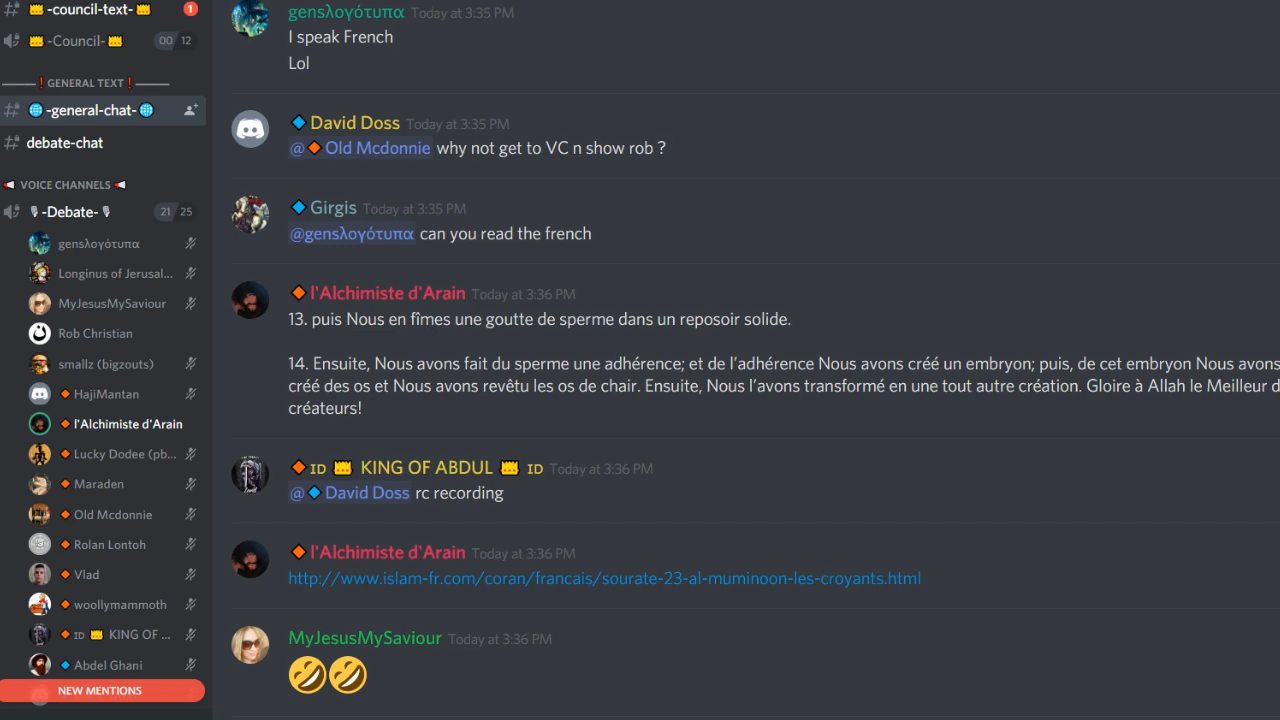 -council-text-
1
-Council-
00 12
GENERAL TEXT
-general-chat-
debate-chat
VOICE CHANNELS
-Debate-
21 25
gensλογότυπα
Longinus of Jerusal...
MyJesusMySaviour
Rob Christian
smallz (bigzouts)
HajiMantan
l'Alchimiste d'Arain
Lucky Dodee (pb...
Maraden
Old Mcdonnie
Rolan Lontoh
Vlad
woollymammoth
ID KING OF ...
Abdel Ghani
NEW MENTIONS
gensλογότυπα Today at 3:35 PM
I speak French
Lol
David Doss Today at 3:35 PM
@Old Mcdonnie why not get to VC n show rob ?
Girgis Today at 3:35 PM
@gensλογότυπα can you read the french
l'Alchimiste d'Arain Today at 3:36 PM
13. puis Nous en fîmes une goutte de sperme dans un reposoir solide.
14. Ensuite, Nous avons fait du sperme une adhérence; et de l'adhérence Nous avons créé un embryon; puis, de cet embryon Nous avons
créé des os et Nous avons revêtu les os de chair. Ensuite, Nous l'avons transformé en une tout autre création. Gloire à Allah le Meilleur d
créateurs!
ID KING OF ABDUL ID Today at 3:36 PM
@David Doss rc recording
l'Alchimiste d'Arain Today at 3:36 PM
http://www.islam-fr.com/coran/francais/sourate-23-al-muminoon-les-croyants.html
MyJesusMySaviour Today at 3:36 PM